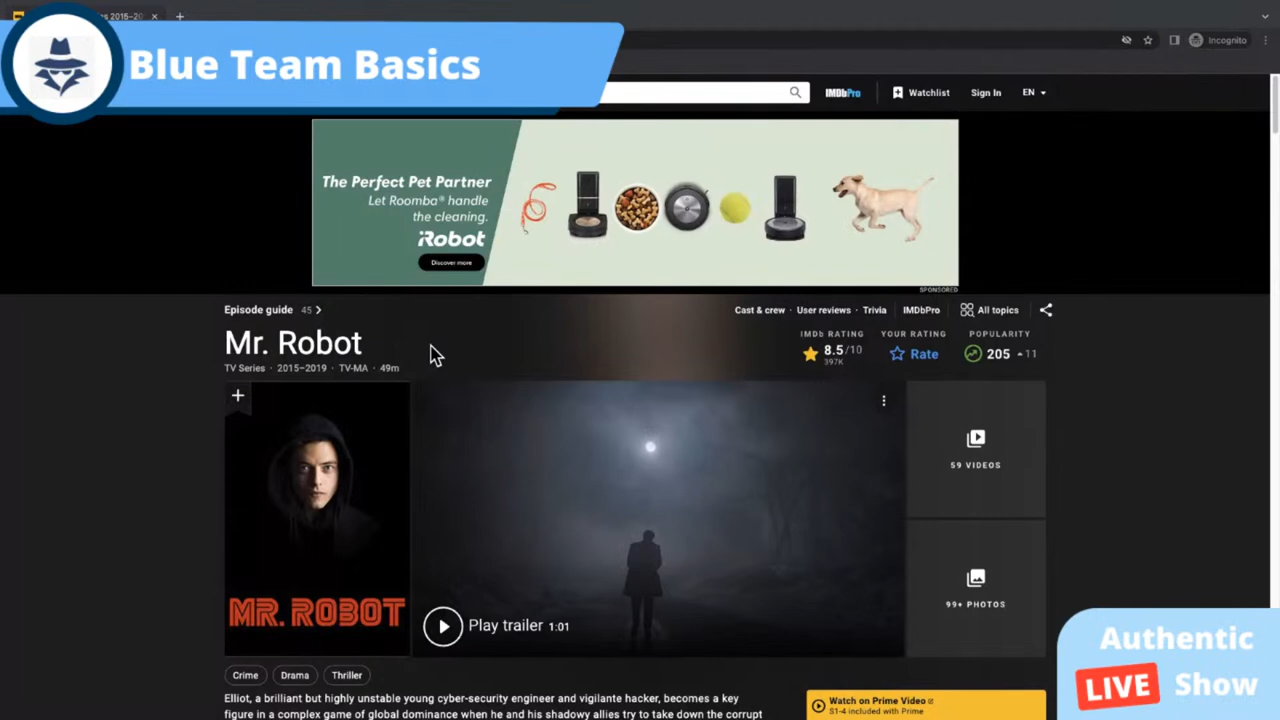 s 2015–20
Blue Team Basics
Incognito
IMDbPro
Watchlist
Sign In
EN
The Perfect Pet Partner
Let Roomba® handle
the cleaning.
iRobot
Discover more
SPONSORED
Episode guide 45
Cast & crew · User reviews · Trivia
IMDbPro
All topics
Mr. Robot
TV Series · 2015–2019 · TV-MA · 49m
IMDb RATING
8.5/10
397K
YOUR RATING
Rate
POPULARITY
205
11
MR. ROBOT
Play trailer 1:01
59 VIDEOS
99+ PHOTOS
Crime
Drama
Thriller
Elliot, a brilliant but highly unstable young cyber-security engineer and vigilante hacker, becomes a key
figure in a complex game of global dominance when he and his shadowy allies try to take down the corrupt
Watch on Prime Video
S1-4 included with Prime
Authentic
LIVE Show